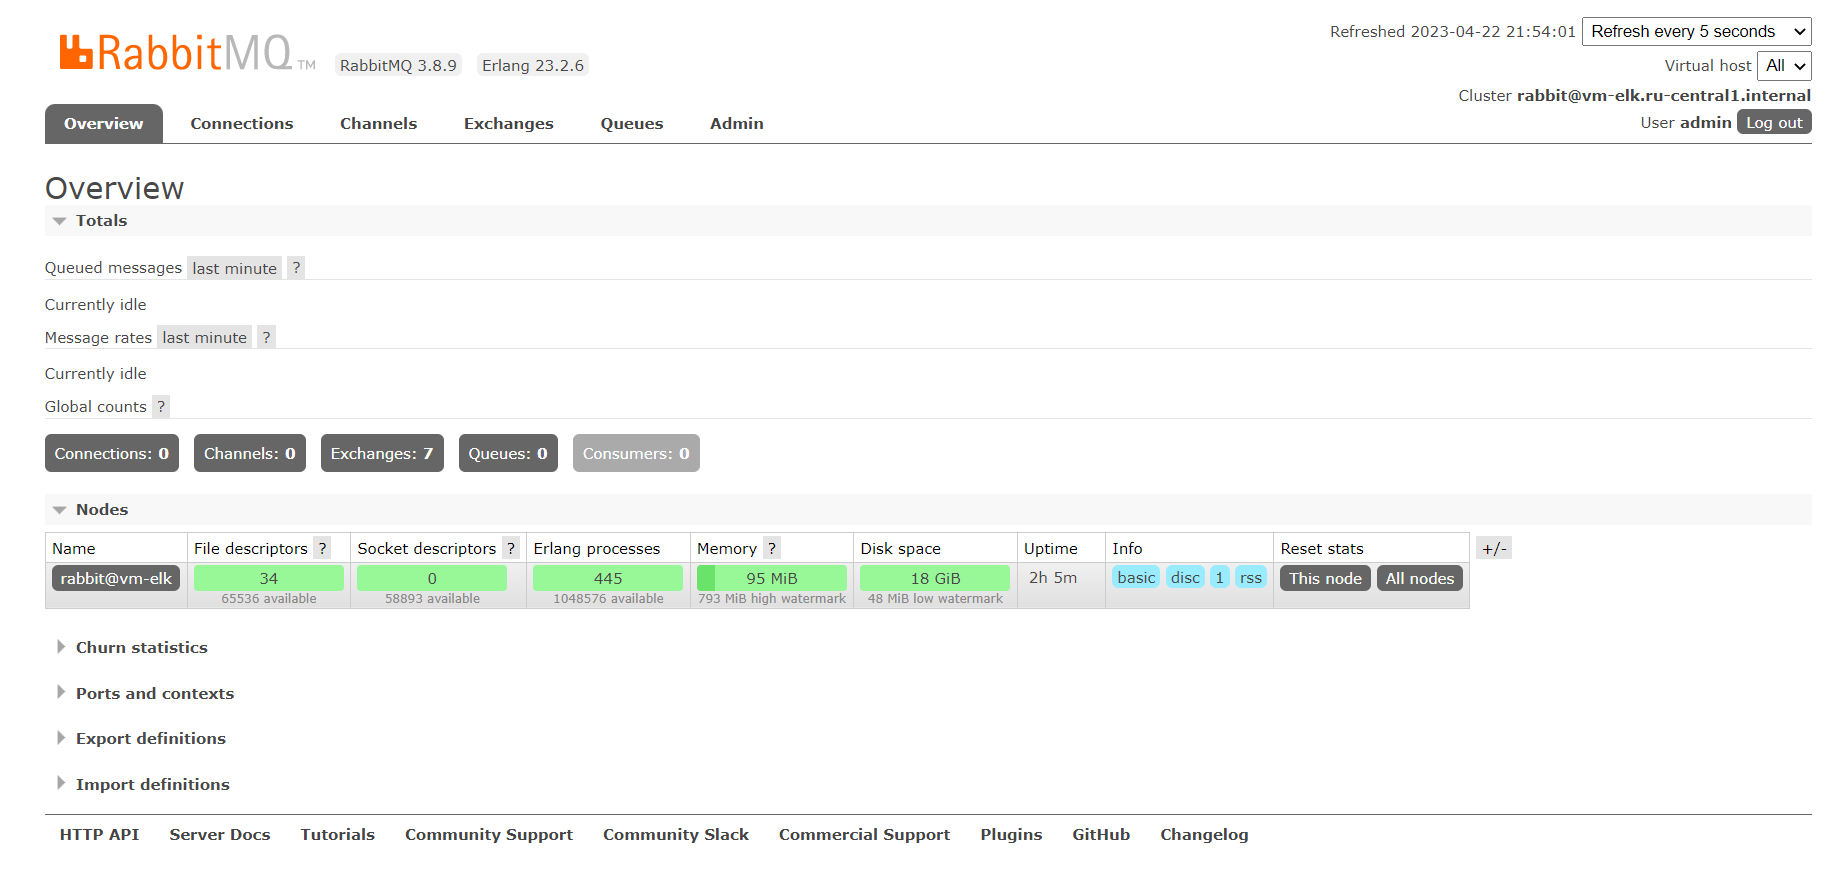 RabbitMQ TM RabbitMQ 3.8.9 Erlang 23.2.6
Refreshed 2023-04-22 21:54:01 Refresh every 5 seconds
Virtual host All
Cluster rabbit@vm-elk.ru-central1.internal
User admin Log out
Overview Connections Channels Exchanges Queues Admin
Overview
Totals
Queued messages last minute ?
Currently idle
Message rates last minute ?
Currently idle
Global counts ?
Connections: 0 Channels: 0 Exchanges: 7 Queues: 0 Consumers: 0
Nodes
Name File descriptors ? Socket descriptors ? Erlang processes Memory ? Disk space Uptime Info Reset stats +/-
rabbit@vm-elk 34 0 445 95 MiB 18 GiB 2h 5m basic disc 1 rss This node All nodes
65536 available 58893 available 1048576 available 793 MiB high watermark 48 MiB low watermark
Churn statistics
Ports and contexts
Export definitions
Import definitions
HTTP API Server Docs Tutorials Community Support Community Slack Commercial Support Plugins GitHub Changelog